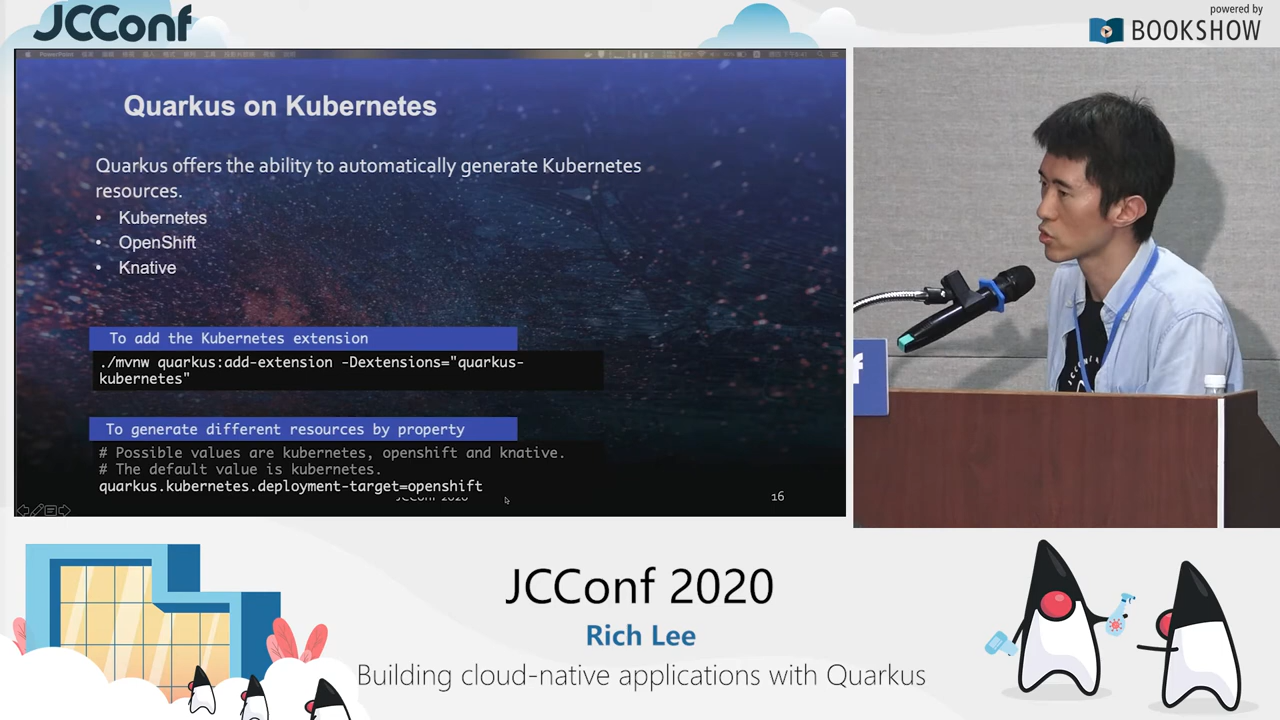 JCConf
powered by
BOOKSHOW
PowerPoint
Quarkus on Kubernetes
Quarkus offers the ability to automatically generate Kubernetes
resources.
• Kubernetes
• OpenShift
• Knative
To add the Kubernetes extension
./mvnw quarkus:add-extension -Dextensions="quarkus-
kubernetes"
To generate different resources by property
# Possible values are kubernetes, openshift and knative.
# The default value is kubernetes.
quarkus.kubernetes.deployment-target=openshift
JCConf 2020
16
f
JCConf 2020
Rich Lee
Building cloud-native applications with Quarkus